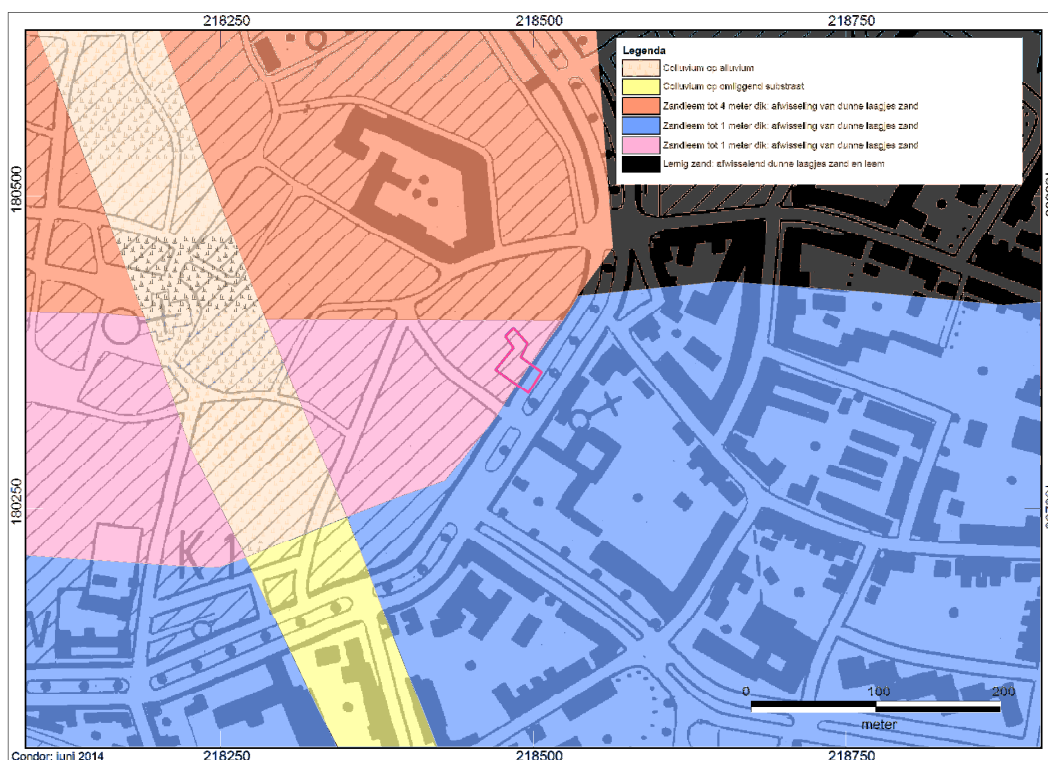 218250 218500 218750
Legenda
Colluvium op alluvium
Colluvium op omliggend substraat
Zandleem tot 4 meter dik: afwisseling van dunne laagjes zand
Zandleem tot 1 meter dik: afwisseling van dunne laagjes zand
Zandleem tot 1 meter dik: afwisseling van dunne laagjes zand
Lemig zand: afwisselend dunne laagjes zand en leem
180500
180250
K 1
0 100 200
meter
218250 218500 218750
Condor: juni 2014